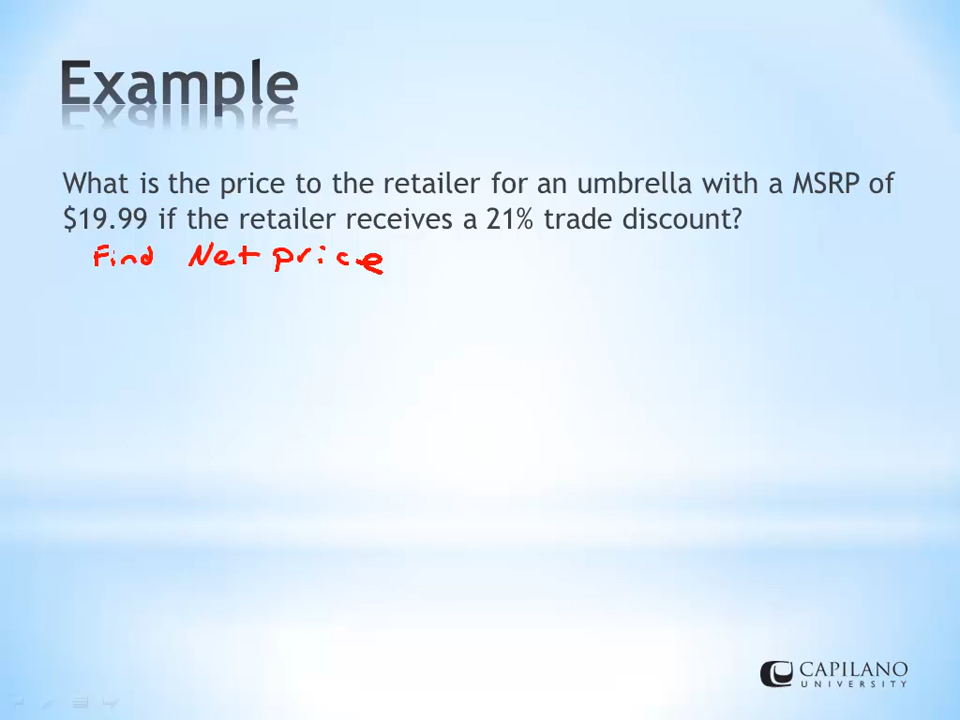 Example
What is the price to the retailer for an umbrella with a MSRP of
$19.99 if the retailer receives a 21% trade discount?
Find Net price
CAPILANO
UNIVERSITY